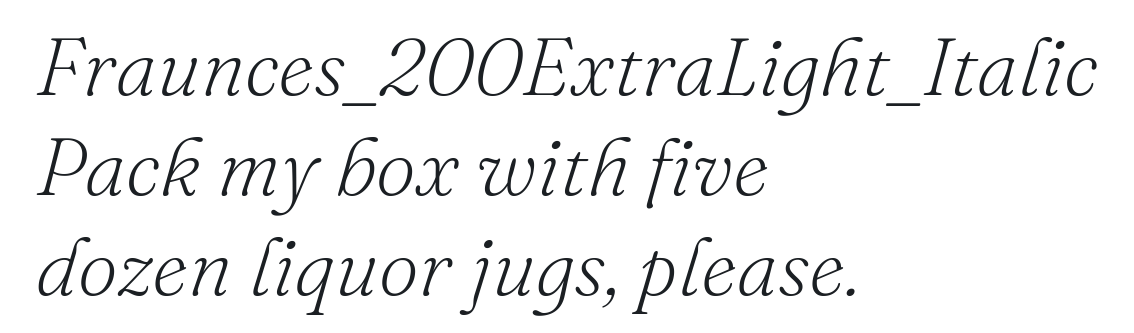 Fraunces_200ExtraLight_Italic
Pack my box with five
dozen liquor jugs, please.